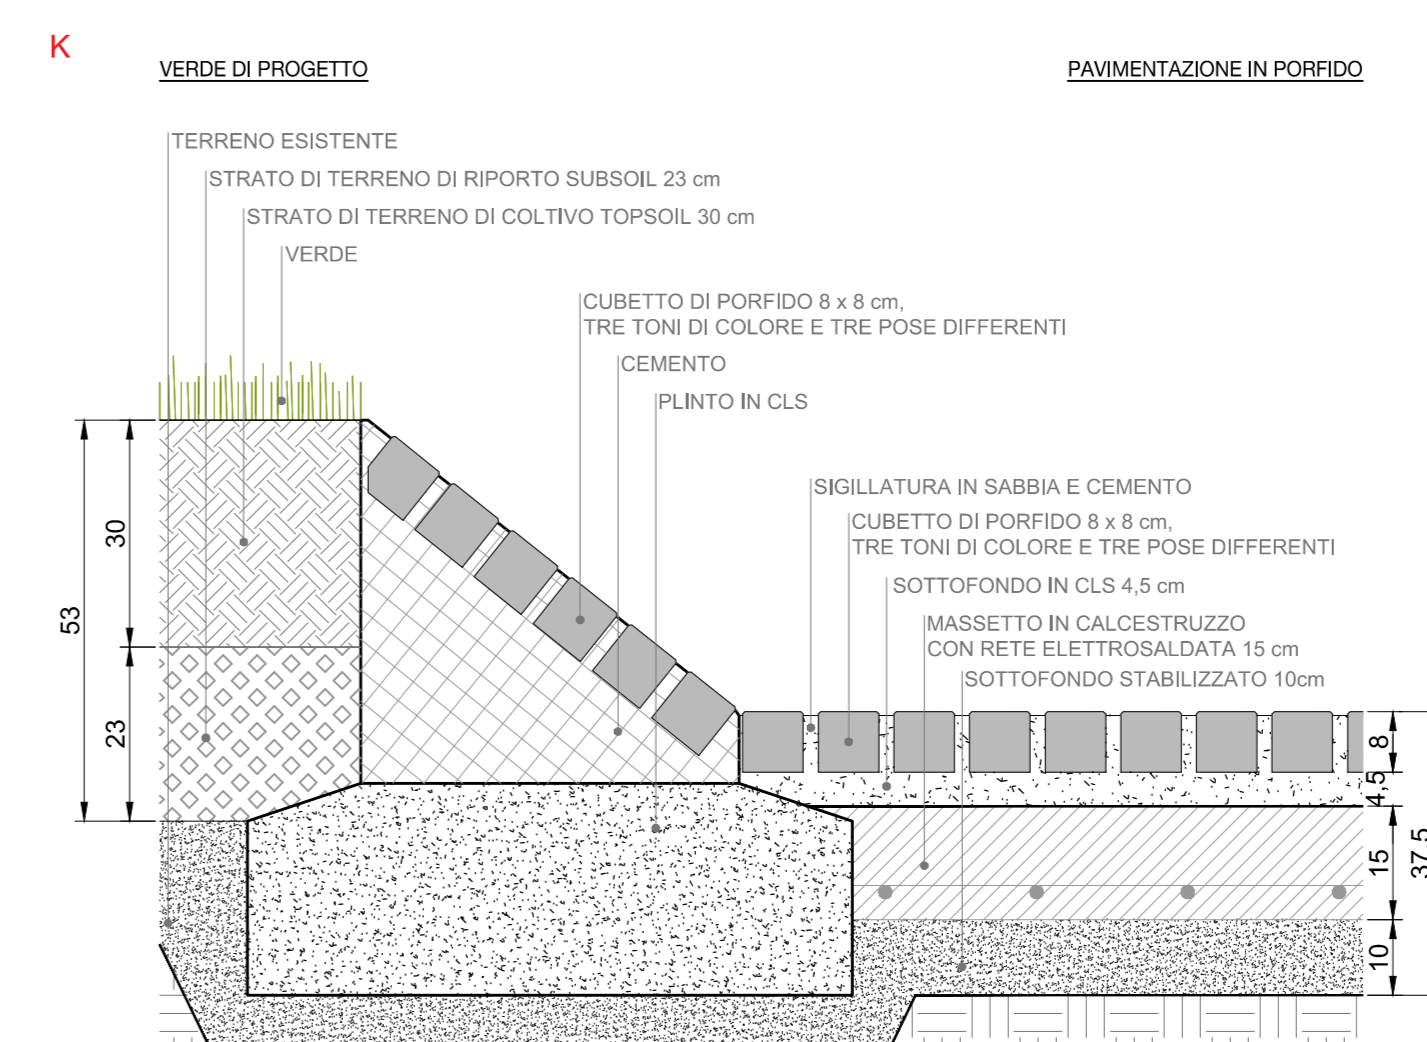 K
VERDE DI PROGETTO
PAVIMENTAZIONE IN PORFIDO
TERRENO ESISTENTE
STRATO DI TERRENO DI RIPORTO SUBSOIL 23 cm
STRATO DI TERRENO DI COLTIVO TOPSOIL 30 cm
VERDE
CUBETTO DI PORFIDO 8 x 8 cm,
TRE TONI DI COLORE E TRE POSE DIFFERENTI
CEMENTO
PLINTO IN CLS
SIGILLATURA IN SABBIA E CEMENTO
CUBETTO DI PORFIDO 8 x 8 cm,
TRE TONI DI COLORE E TRE POSE DIFFERENTI
SOTTOFONDO IN CLS 4,5 cm
MASSETTO IN CALCESTRUZZO
CON RETE ELETTROSALDATA 15 cm
SOTTOFONDO STABILIZZATO 10cm
53
30
23
8
4,5
15
10
37,5